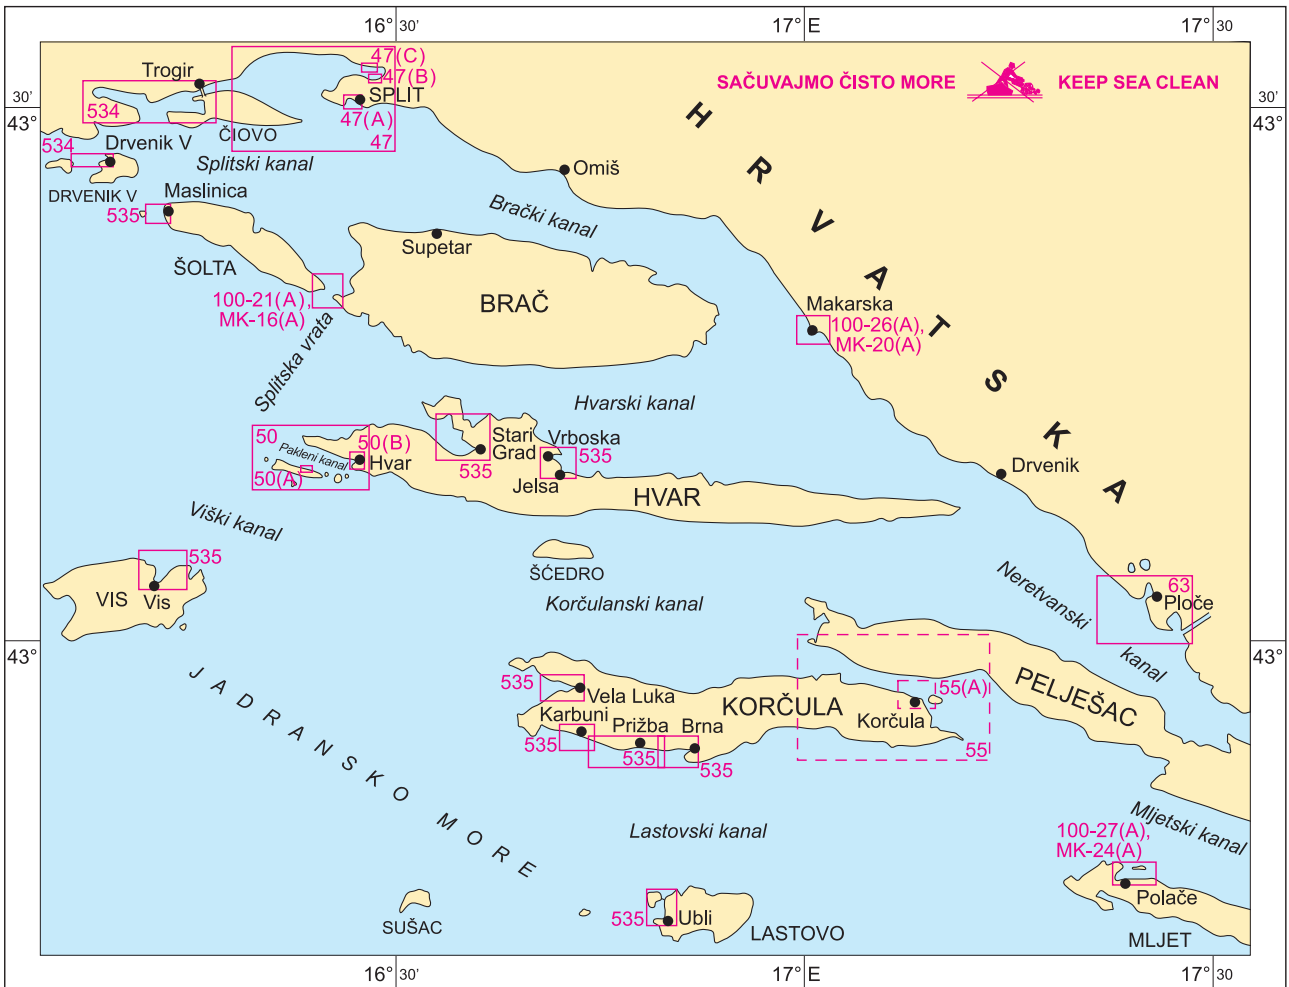 16° 30'
17° E
17° 30'
SAČUVAJMO ČISTO MORE
KEEP SEA CLEAN
30'
43°
30'
43°
Trogir
47(C)
47(B)
SPLIT
534
47(A)
ČIOVO
47
534
Drvenik V
Splitski kanal
DRVENIK V
Maslinica
535
Omiš
Brački kanal
HRVATSKA
Supetar
ŠOLTA
BRAČ
100-21(A),
MK-16(A)
Splitska vrata
Makarska
100-26(A),
MK-20(A)
Hvarski kanal
50
50(B)
Pakleni kanal
Hvar
50(A)
Stari
Grad
535
Vrboska
535
Jelsa
HVAR
Drvenik
Viški kanal
ŠĆEDRO
535
VIS
Vis
Korčulanski kanal
Neretvanski
kanal
63
Ploče
43°
43°
JADRANSKO MORE
535
Vela Luka
KORČULA
55(A)
Korčula
PELJEŠAC
Karbuni
Prižba
Brna
535
535
535
55
Lastovski kanal
Mljetski kanal
100-27(A),
MK-24(A)
Polače
MLJET
SUŠAC
535
Ubli
LASTOVO
16° 30'
17° E
17° 30'